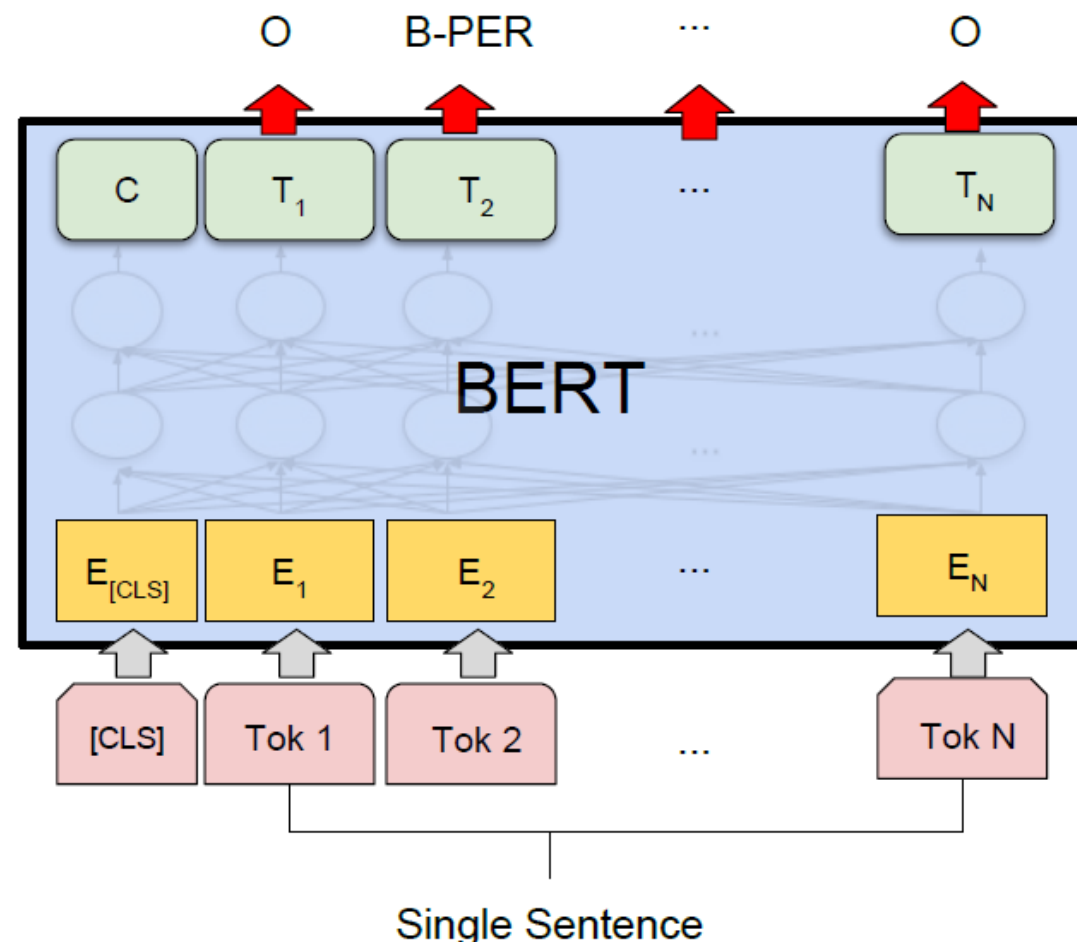 O B-PER ... O
C T1 T2 ... TN
...
BERT
...
E[CLS] E1 E2 ... EN
[CLS] Tok 1 Tok 2 ... Tok N
Single Sentence